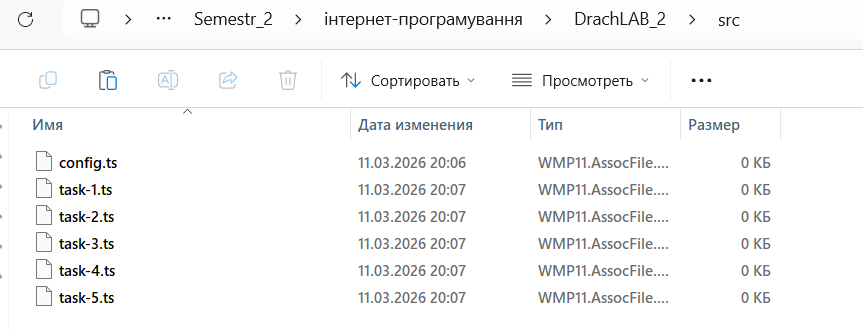 Semestr_2 інтернет-програмування DrachLAB_2 src
Сортировать Просмотреть
Имя Дата изменения Тип Размер
config.ts 11.03.2026 20:06 WMP11.AssocFile.... 0 КБ
task-1.ts 11.03.2026 20:07 WMP11.AssocFile.... 0 КБ
task-2.ts 11.03.2026 20:07 WMP11.AssocFile.... 0 КБ
task-3.ts 11.03.2026 20:07 WMP11.AssocFile.... 0 КБ
task-4.ts 11.03.2026 20:07 WMP11.AssocFile.... 0 КБ
task-5.ts 11.03.2026 20:07 WMP11.AssocFile.... 0 КБ